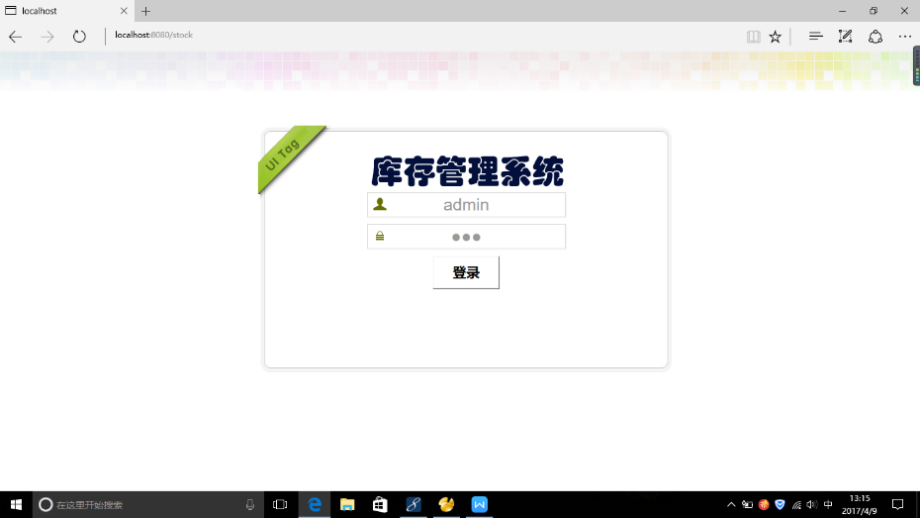 localhost
localhost:8080/stock
UI Tag
库存管理系统
admin
登录
在这里开始搜索
中
13:15
2017/4/9